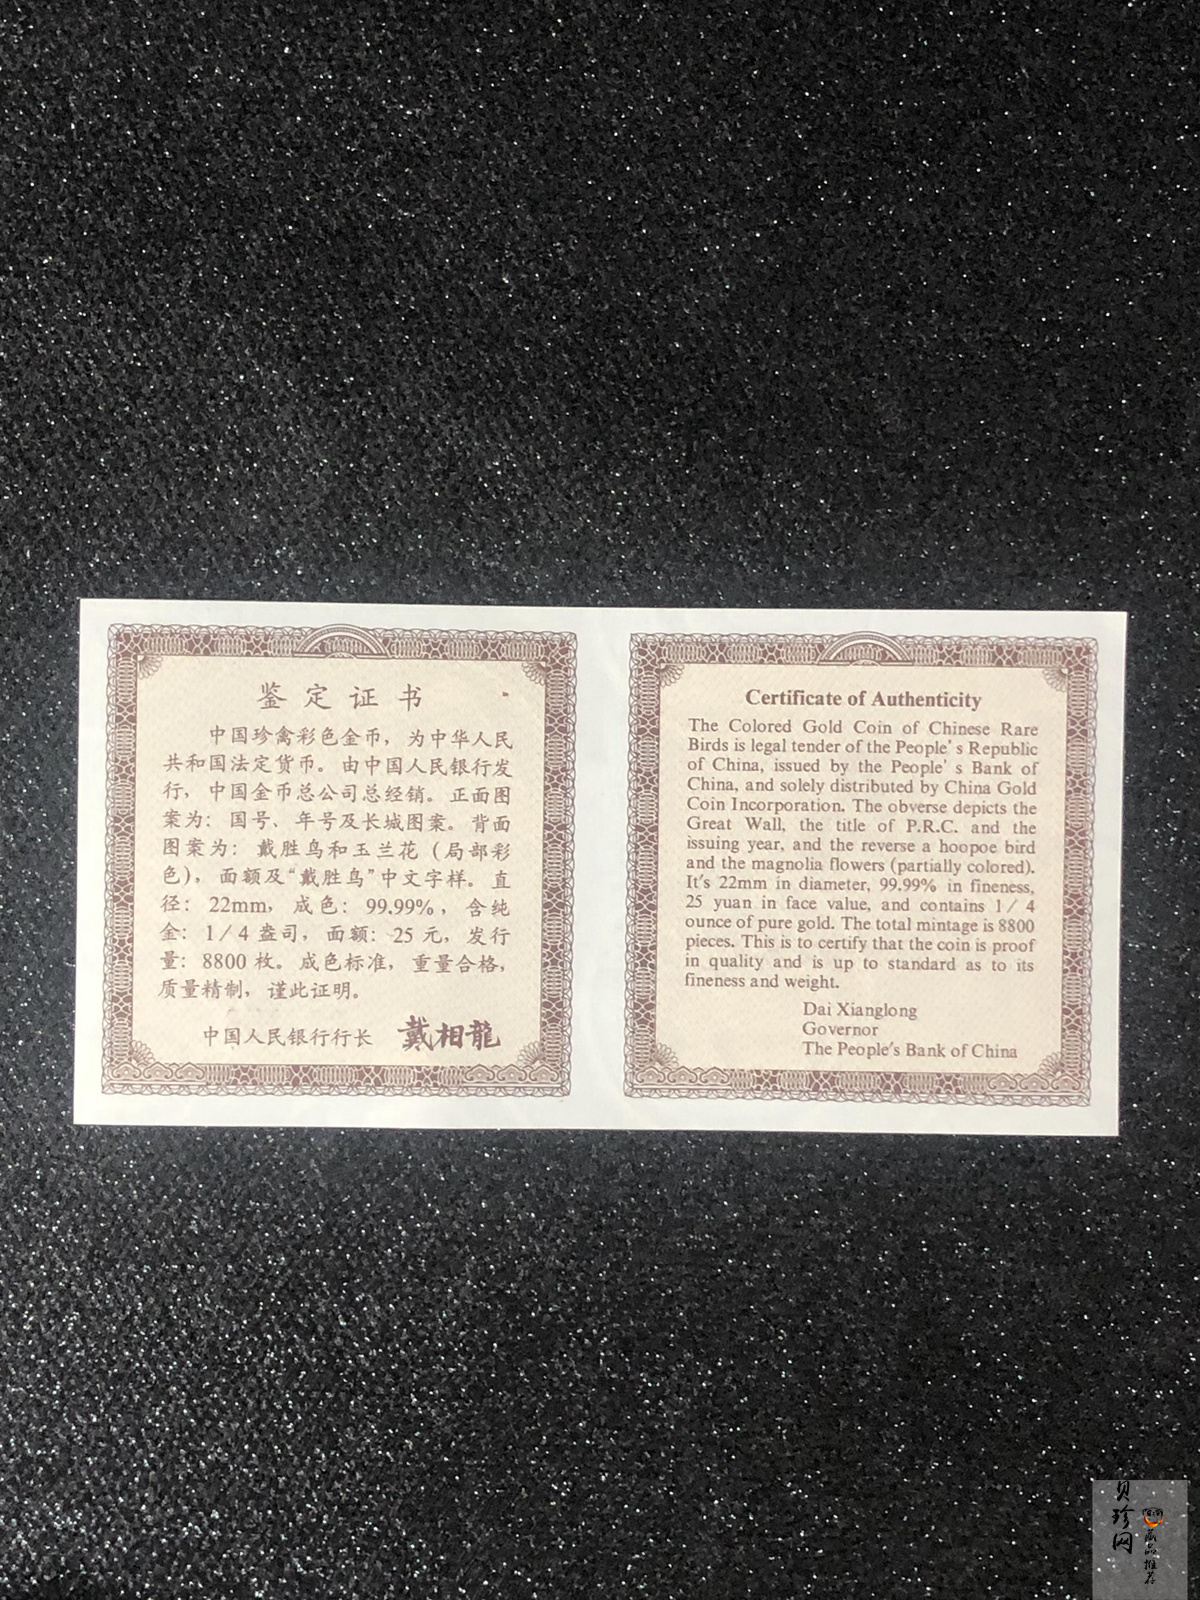 鉴定证书
中国珍禽彩色金币，为中华人民
共和国法定货币。由中国人民银行发
行，中国金币总公司总经销。正面图
案为：国号、年号及长城图案。背面
图案为：戴胜鸟和玉兰花（局部彩
色），面额及“戴胜鸟”中文字样。直
径：22mm，成色：99.99%，含纯
金：1/4盎司，面额：25元，发行
量：8800枚。成色标准，重量合格，
质量精制，谨此证明。
中国人民银行行长 戴相龍
Certificate of Authenticity
The Colored Gold Coin of Chinese Rare
Birds is legal tender of the People's Republic
of China, issued by the People's Bank of
China, and solely distributed by China Gold
Coin Incorporation. The obverse depicts the
Great Wall, the title of P.R.C. and the
issuing year, and the reverse a hoopoe bird
and the magnolia flowers (partially colored).
It's 22mm in diameter, 99.99% in fineness,
25 yuan in face value, and contains 1/4
ounce of pure gold. The total mintage is 8800
pieces. This is to certify that the coin is proof
in quality and is up to standard as to its
fineness and weight.
Dai Xianglong
Governor
The People's Bank of China
贝珍网
藏品推荐